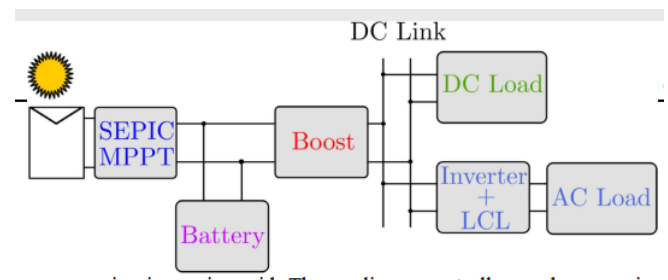 DC Link
DC Load
SEPIC
MPPT
Boost
Inverter
+
LCL
AC Load
Battery